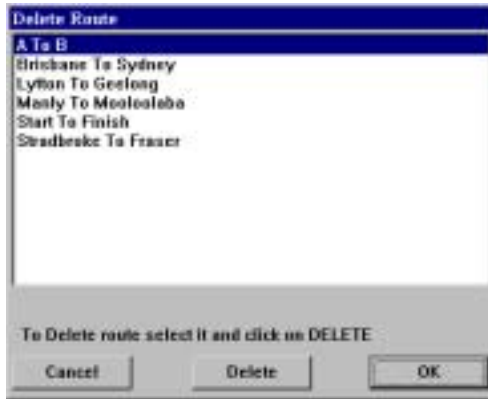 Delete Route
A To B
Brisbane To Sydney
Lytton To Geelong
Manly To Mooloolaba
Start To Finish
Stradbroke To Fraser
To Delete route select it and click on DELETE
Cancel Delete OK